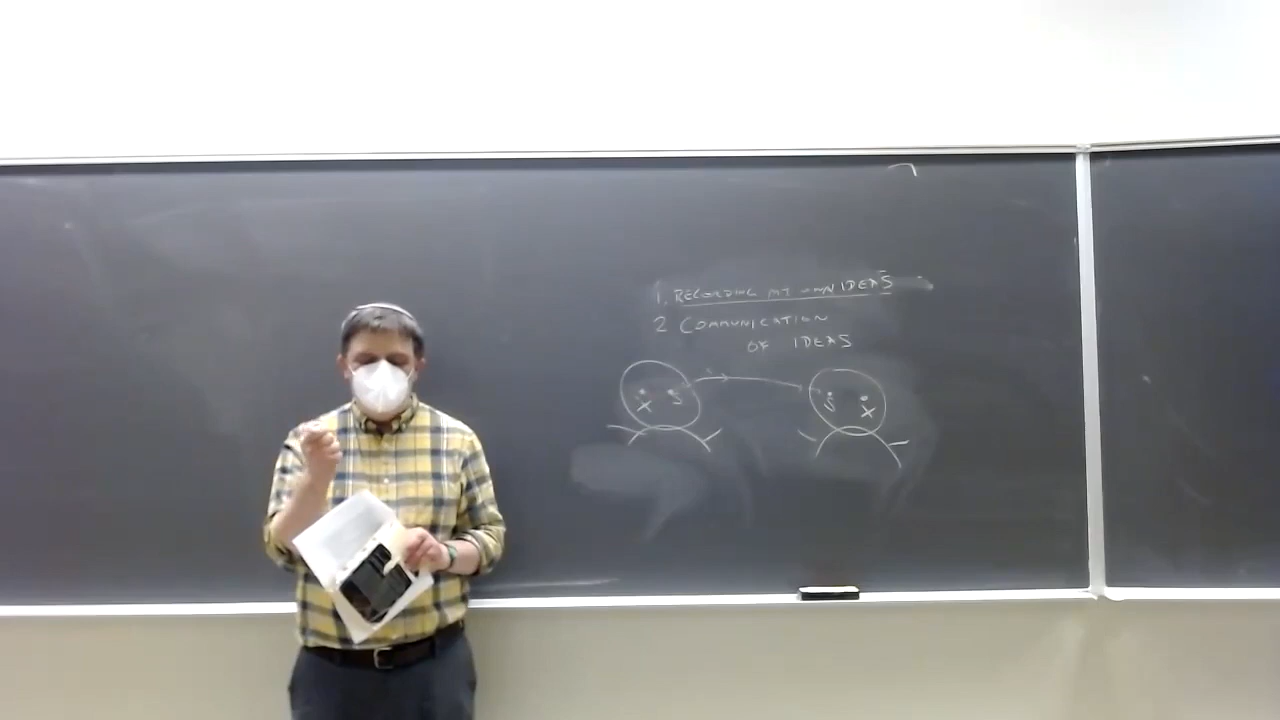 1. RECORDING MY OWN IDEAS
2 COMMUNICATION
OF IDEAS
X S
S X